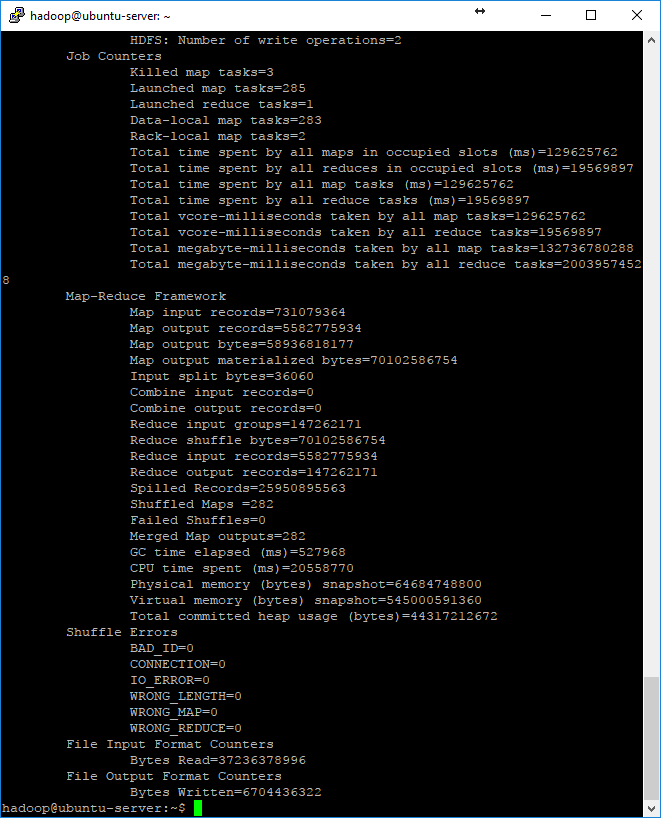 hadoop@ubuntu-server: ~
HDFS: Number of write operations=2
Job Counters
Killed map tasks=3
Launched map tasks=285
Launched reduce tasks=1
Data-local map tasks=283
Rack-local map tasks=2
Total time spent by all maps in occupied slots (ms)=129625762
Total time spent by all reduces in occupied slots (ms)=19569897
Total time spent by all map tasks (ms)=129625762
Total time spent by all reduce tasks (ms)=19569897
Total vcore-milliseconds taken by all map tasks=129625762
Total vcore-milliseconds taken by all reduce tasks=19569897
Total megabyte-milliseconds taken by all map tasks=132736780288
Total megabyte-milliseconds taken by all reduce tasks=2003957452
8
Map-Reduce Framework
Map input records=731079364
Map output records=5582775934
Map output bytes=58936818177
Map output materialized bytes=70102586754
Input split bytes=36060
Combine input records=0
Combine output records=0
Reduce input groups=147262171
Reduce shuffle bytes=70102586754
Reduce input records=5582775934
Reduce output records=147262171
Spilled Records=25950895563
Shuffled Maps =282
Failed Shuffles=0
Merged Map outputs=282
GC time elapsed (ms)=527968
CPU time spent (ms)=20558770
Physical memory (bytes) snapshot=64684748800
Virtual memory (bytes) snapshot=545000591360
Total committed heap usage (bytes)=44317212672
Shuffle Errors
BAD_ID=0
CONNECTION=0
IO_ERROR=0
WRONG_LENGTH=0
WRONG_MAP=0
WRONG_REDUCE=0
File Input Format Counters
Bytes Read=37236378996
File Output Format Counters
Bytes Written=6704436322
hadoop@ubuntu-server:~$